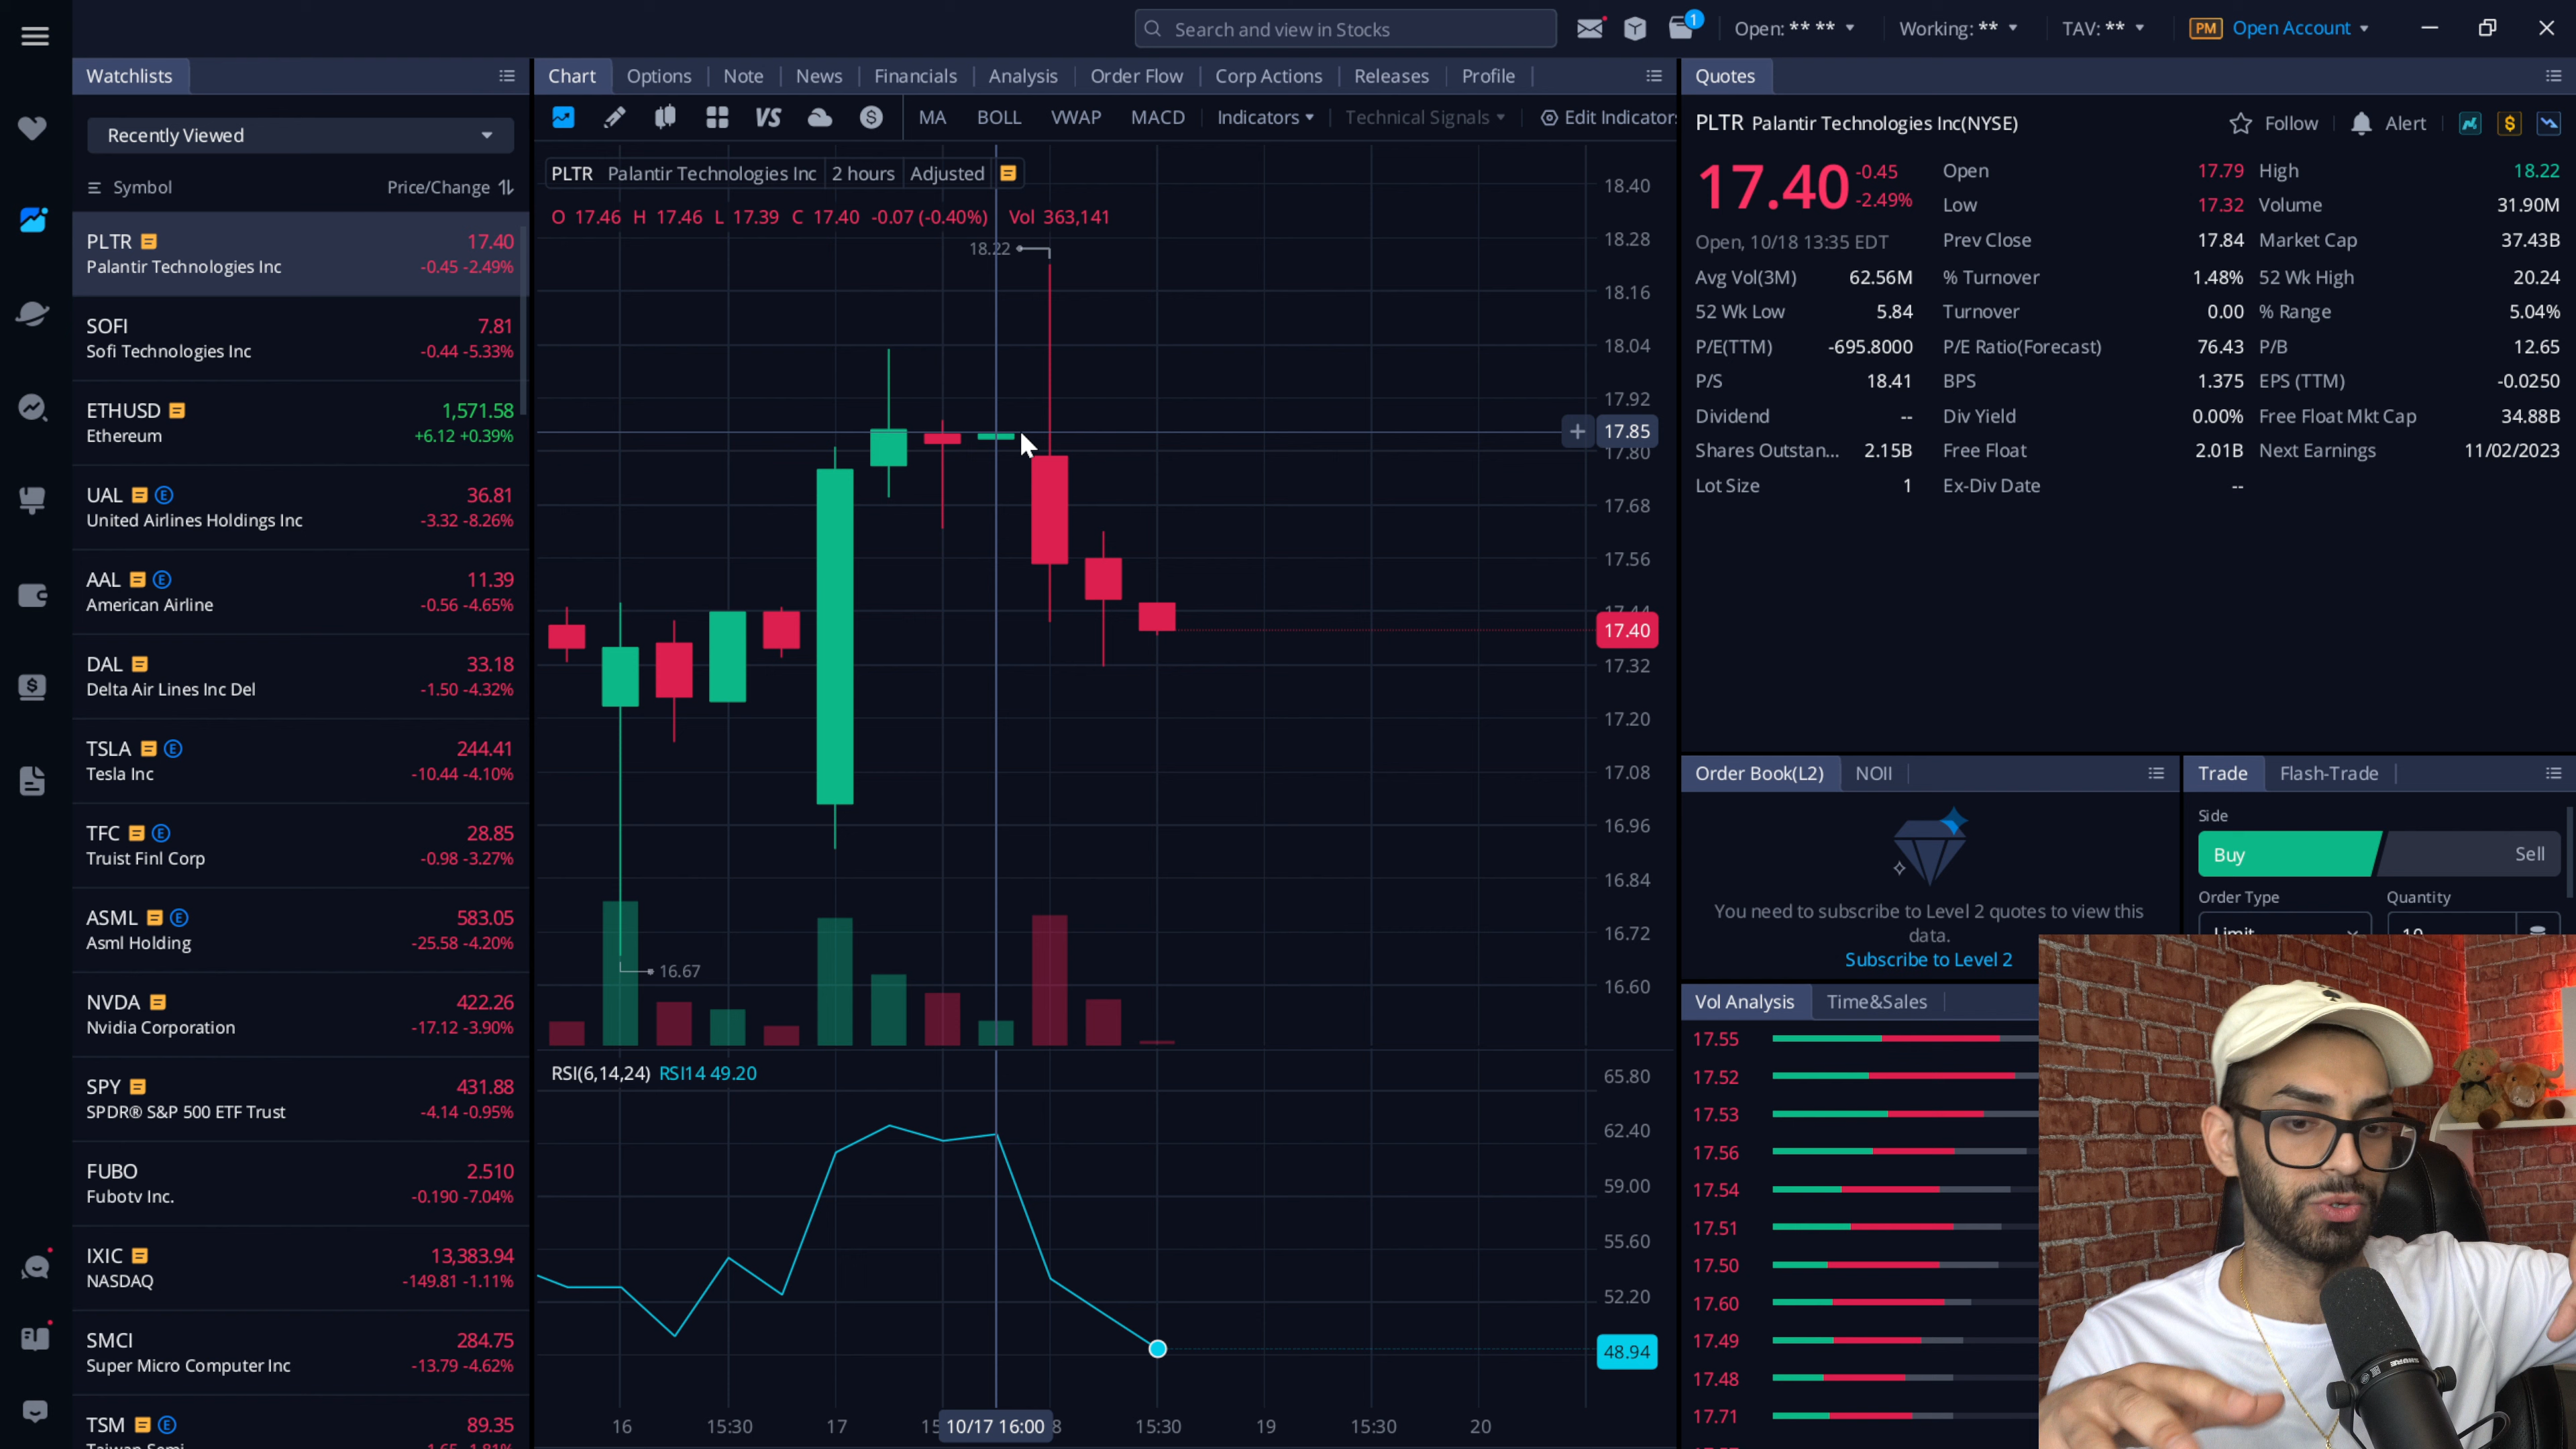 Search and view in Stocks
1
Open: ** **
Working: **
TAV: **
PM Open Account
Watchlists
Recently Viewed
Symbol Price/Change
PLTR 17.40
Palantir Technologies Inc -0.45 -2.49%
SOFI 7.81
Sofi Technologies Inc -0.44 -5.33%
ETHUSD 1,571.58
Ethereum +6.12 +0.39%
UAL E 36.81
United Airlines Holdings Inc -3.32 -8.26%
AAL E 11.39
American Airline -0.56 -4.65%
DAL 33.18
Delta Air Lines Inc Del -1.50 -4.32%
TSLA E 244.41
Tesla Inc -10.44 -4.10%
TFC E 28.85
Truist Finl Corp -0.98 -3.27%
ASML E 583.05
Asml Holding -25.58 -4.20%
NVDA 422.26
Nvidia Corporation -17.12 -3.90%
SPY 431.88
SPDR® S&P 500 ETF Trust -4.14 -0.95%
FUBO 2.510
Fubotv Inc. -0.190 -7.04%
IXIC 13,383.94
NASDAQ -149.81 -1.11%
SMCI 284.75
Super Micro Computer Inc -13.79 -4.62%
TSM E 89.35
Chart Options Note News Financials Analysis Order Flow Corp Actions Releases Profile
VS MA BOLL VWAP MACD Indicators Technical Signals Edit Indicators
PLTR Palantir Technologies Inc 2 hours Adjusted
O 17.46 H 17.46 L 17.39 C 17.40 -0.07 (-0.40%) Vol 363,141
18.22
16.67
18.40
18.28
18.16
18.04
17.92
17.85
17.80
17.68
17.56
17.44
17.40
17.32
17.20
17.08
16.96
16.84
16.72
16.60
RSI(6,14,24) RSI14 49.20
65.80
62.40
59.00
55.60
52.20
48.94
16 15:30 17 10/17 16:00 15:30 19 15:30 20
Quotes
PLTR Palantir Technologies Inc(NYSE) Follow Alert
17.40 -0.45
-2.49%
Open, 10/18 13:35 EDT
Open 17.79 High 18.22
Low 17.32 Volume 31.90M
Prev Close 17.84 Market Cap 37.43B
Avg Vol(3M) 62.56M % Turnover 1.48% 52 Wk High 20.24
52 Wk Low 5.84 Turnover 0.00 % Range 5.04%
P/E(TTM) -695.8000 P/E Ratio(Forecast) 76.43 P/B 12.65
P/S 18.41 BPS 1.375 EPS (TTM) -0.0250
Dividend -- Div Yield 0.00% Free Float Mkt Cap 34.88B
Shares Outstan... 2.15B Free Float 2.01B Next Earnings 11/02/2023
Lot Size 1 Ex-Div Date --
Order Book(L2) NOII
You need to subscribe to Level 2 quotes to view this
data.
Subscribe to Level 2
Trade Flash-Trade
Side
Buy Sell
Order Type Quantity
Limit 10
Vol Analysis Time&Sales
17.55
17.52
17.53
17.56
17.54
17.51
17.50
17.60
17.49
17.48
17.71